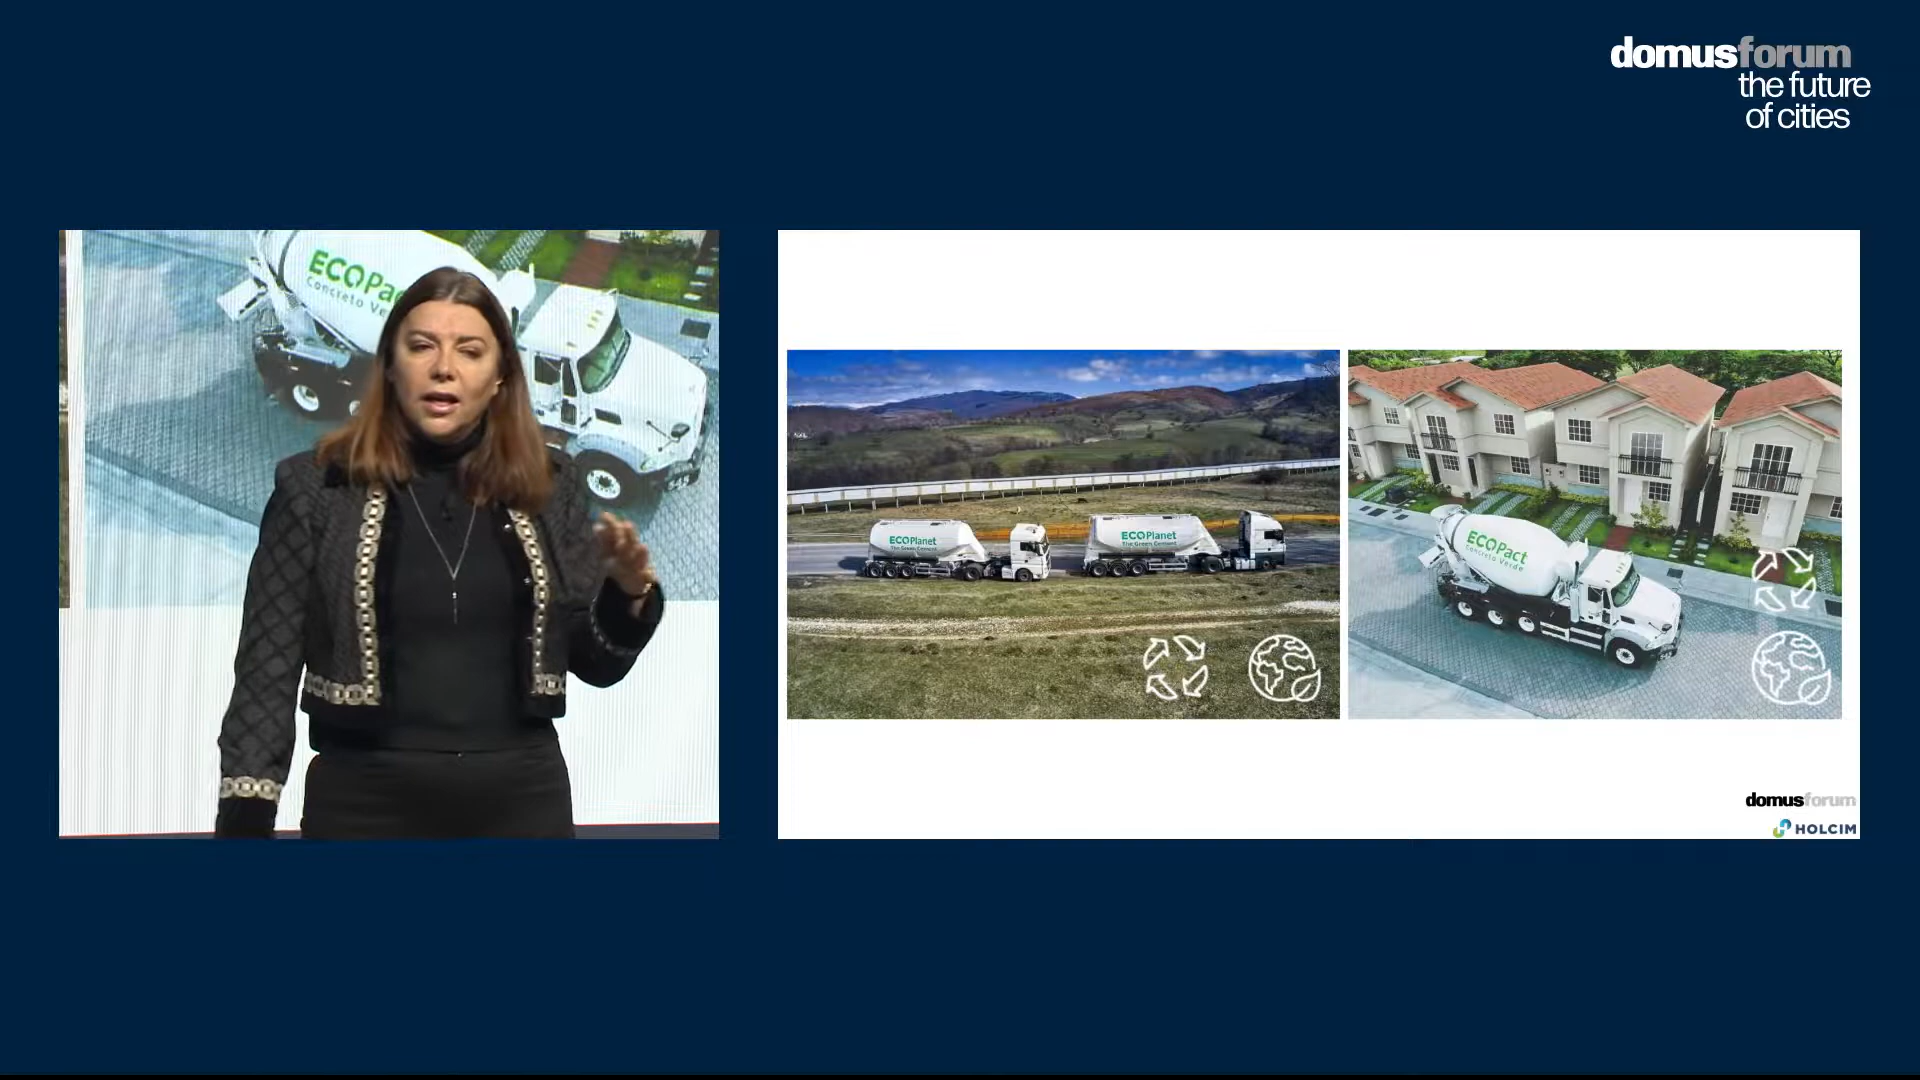 domusforum
the future
of cities
ECOPac
Concreto Ve
ECOPlanet
The Green Cement
ECOPlanet
The Green Cement
ECOPact
Concreto Verde
domusforum
HOLCIM